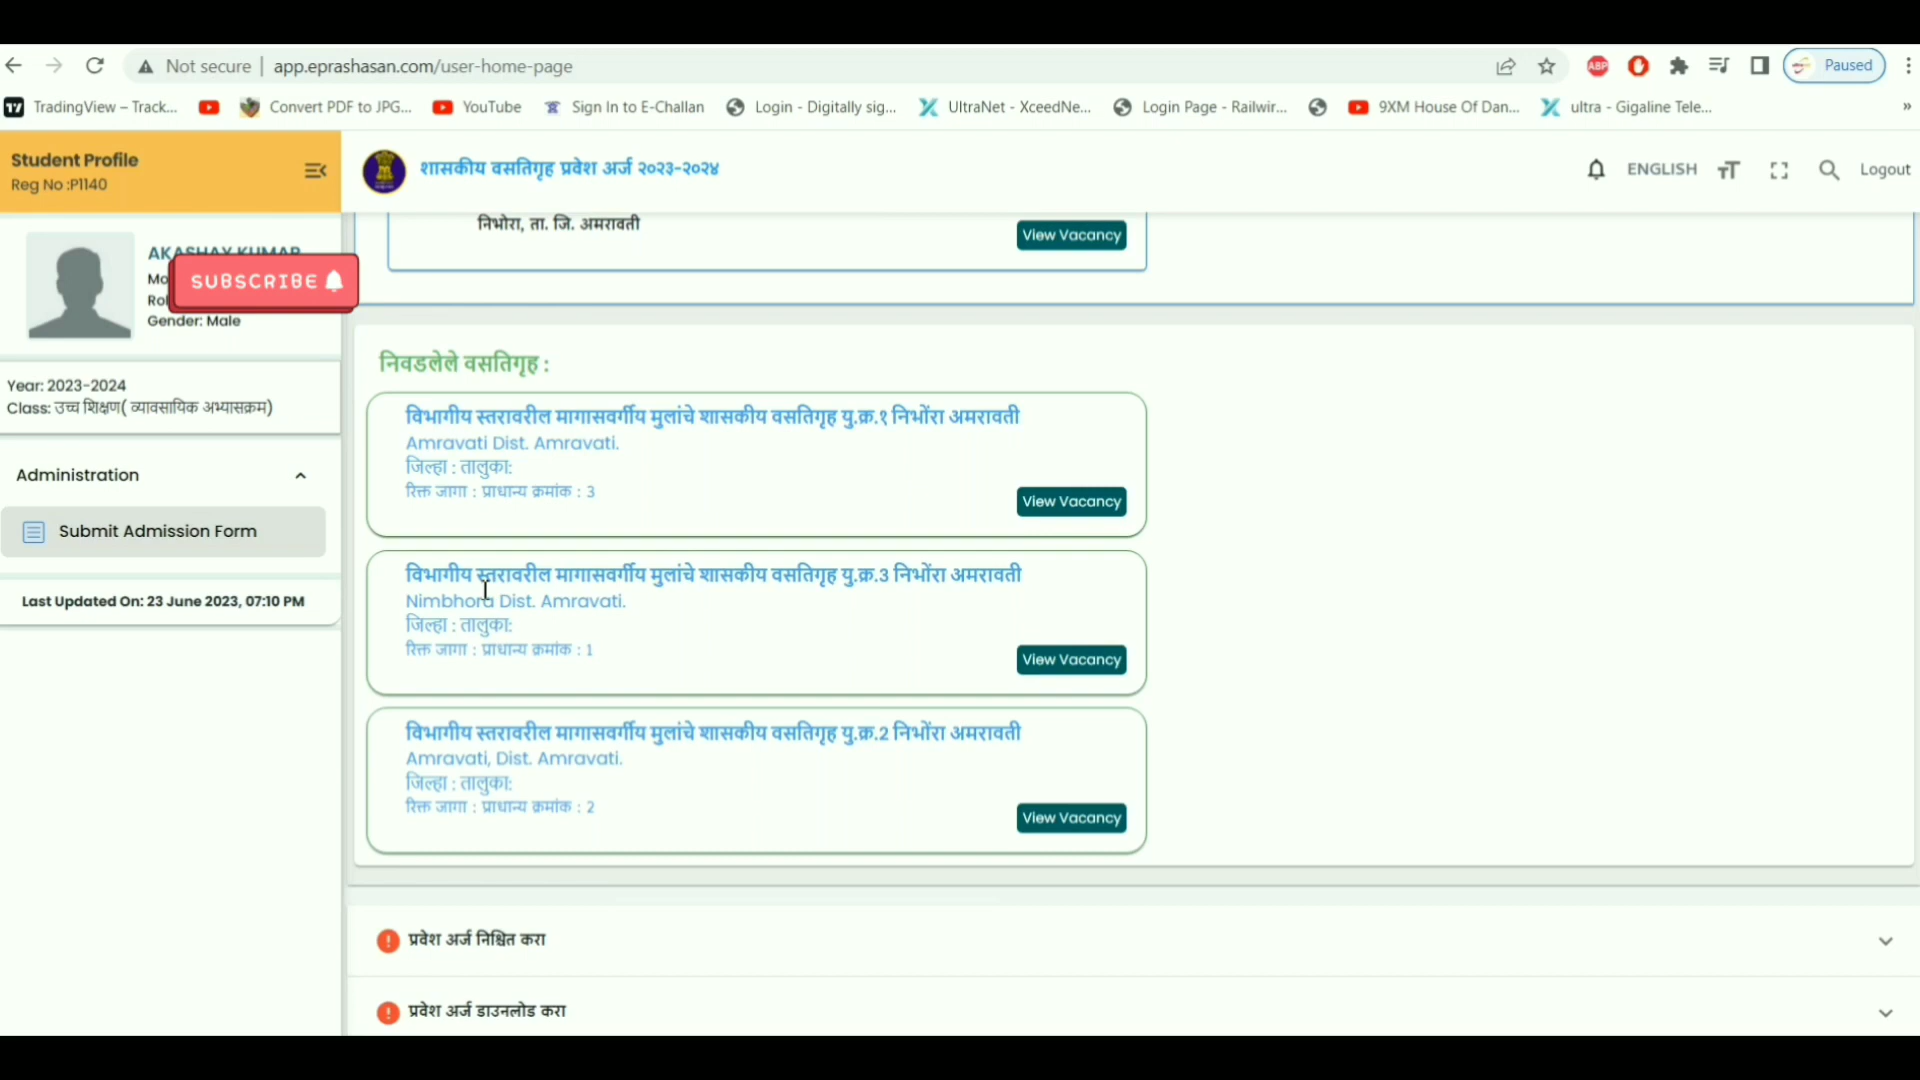 Not secure | app.eprashasan.com/user-home-page
Paused
TradingView – Track...
Convert PDF to JPG...
YouTube
Sign In to E-Challan
Login - Digitally sig...
UltraNet - XceedNe...
Login Page - Railwir...
9XM House Of Dan...
ultra - Gigaline Tele...
»
Student Profile
Reg No :P1140
शासकीय वसतिगृह प्रवेश अर्ज २०२३-२०२४
ENGLISH
Logout
AKASHAY KUMAR
Mo
Rol
SUBSCRIBE
Gender: Male
Year: 2023-2024
Class: उच्च शिक्षण( व्यावसायिक अभ्यासक्रम)
Administration
Submit Admission Form
Last Updated On: 23 June 2023, 07:10 PM
निभोरा, ता. जि. अमरावती
View Vacancy
निवडलेले वसतिगृह :
विभागीय स्तरावरील मागासवर्गीय मुलांचे शासकीय वसतिगृह यु.क्र.१ निभोंरा अमरावती
Amravati Dist. Amravati.
जिल्हा : तालुका:
रिक्त जागा : प्राधान्य क्रमांक : 3
View Vacancy
विभागीय स्तरावरील मागासवर्गीय मुलांचे शासकीय वसतिगृह यु.क्र.3 निभोंरा अमरावती
Nimbhora Dist. Amravati.
जिल्हा : तालुका:
रिक्त जागा : प्राधान्य क्रमांक : 1
View Vacancy
विभागीय स्तरावरील मागासवर्गीय मुलांचे शासकीय वसतिगृह यु.क्र.2 निभोंरा अमरावती
Amravati, Dist. Amravati.
जिल्हा : तालुका:
रिक्त जागा : प्राधान्य क्रमांक : 2
View Vacancy
प्रवेश अर्ज निश्चित करा
प्रवेश अर्ज डाउनलोड करा